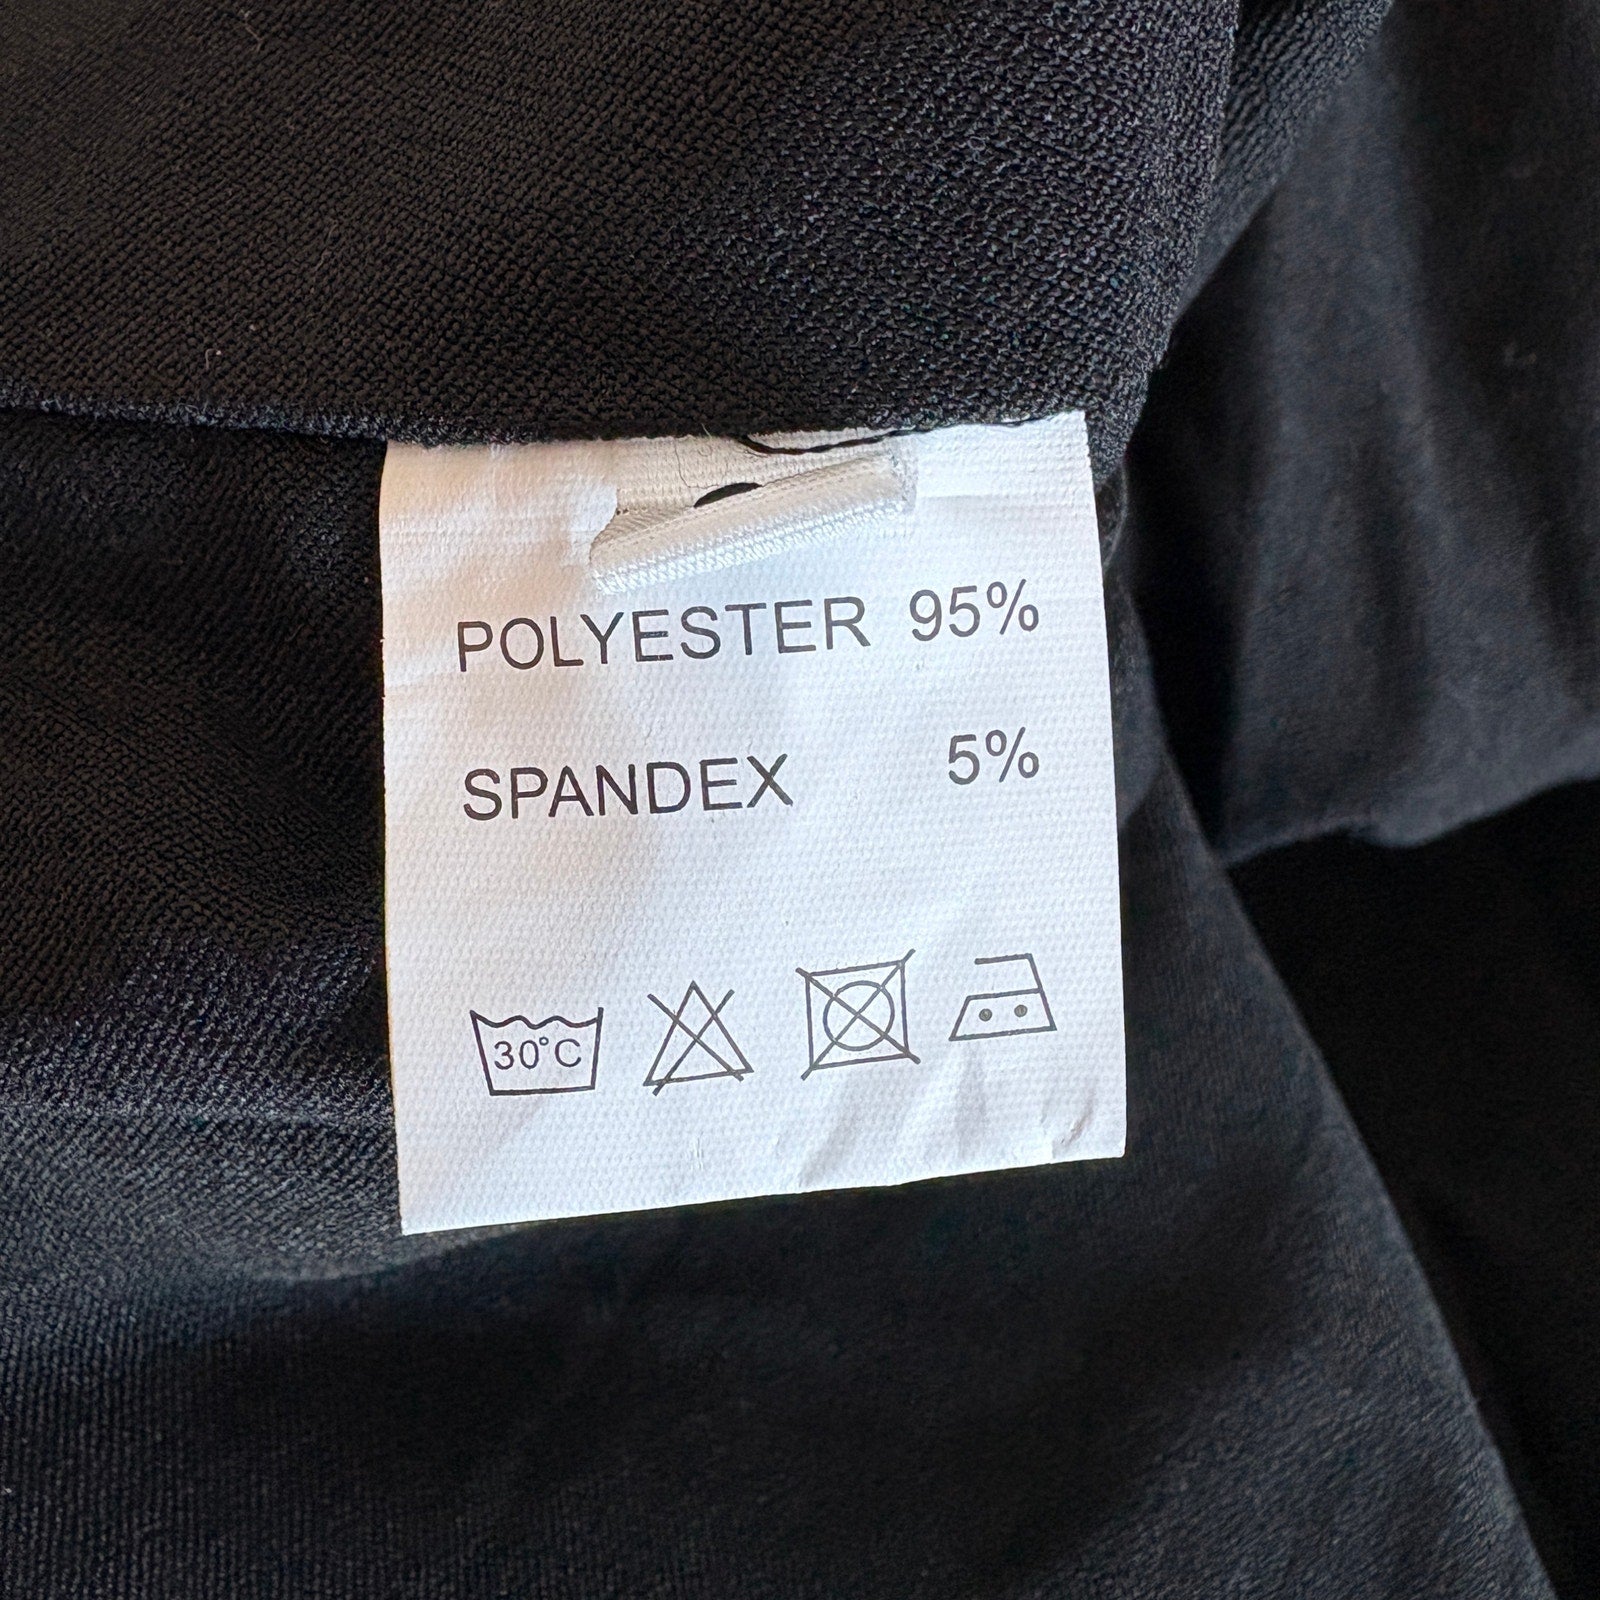 POLYESTER 95%
SPANDEX 5%
30°C